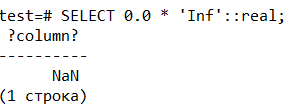 test=# SELECT 0.0 * 'Inf'::real;
?column?
----------
NaN
(1 строка)